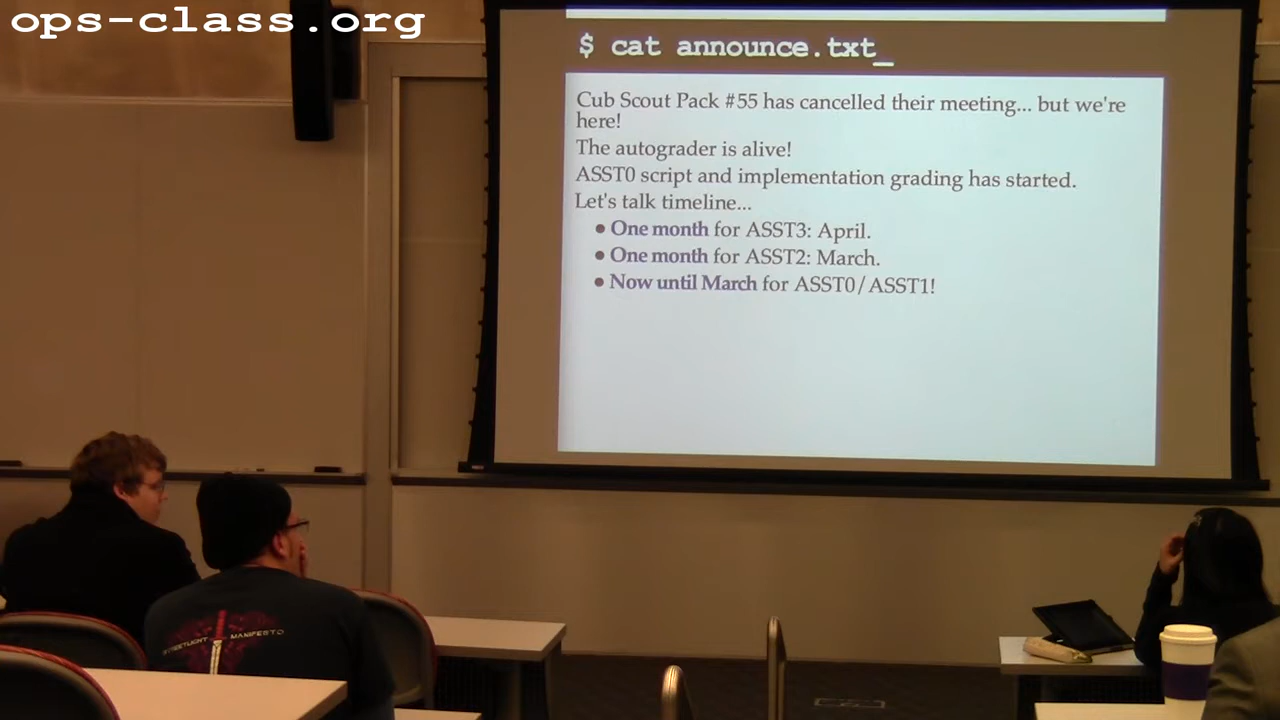 ops-class.org
$ cat announce.txt_
Cub Scout Pack #55 has cancelled their meeting... but we're
here!
The autograder is alive!
ASST0 script and implementation grading has started.
Let's talk timeline...
• One month for ASST3: April.
• One month for ASST2: March.
• Now until March for ASST0/ASST1!
STREETLIGHT MANIFESTO